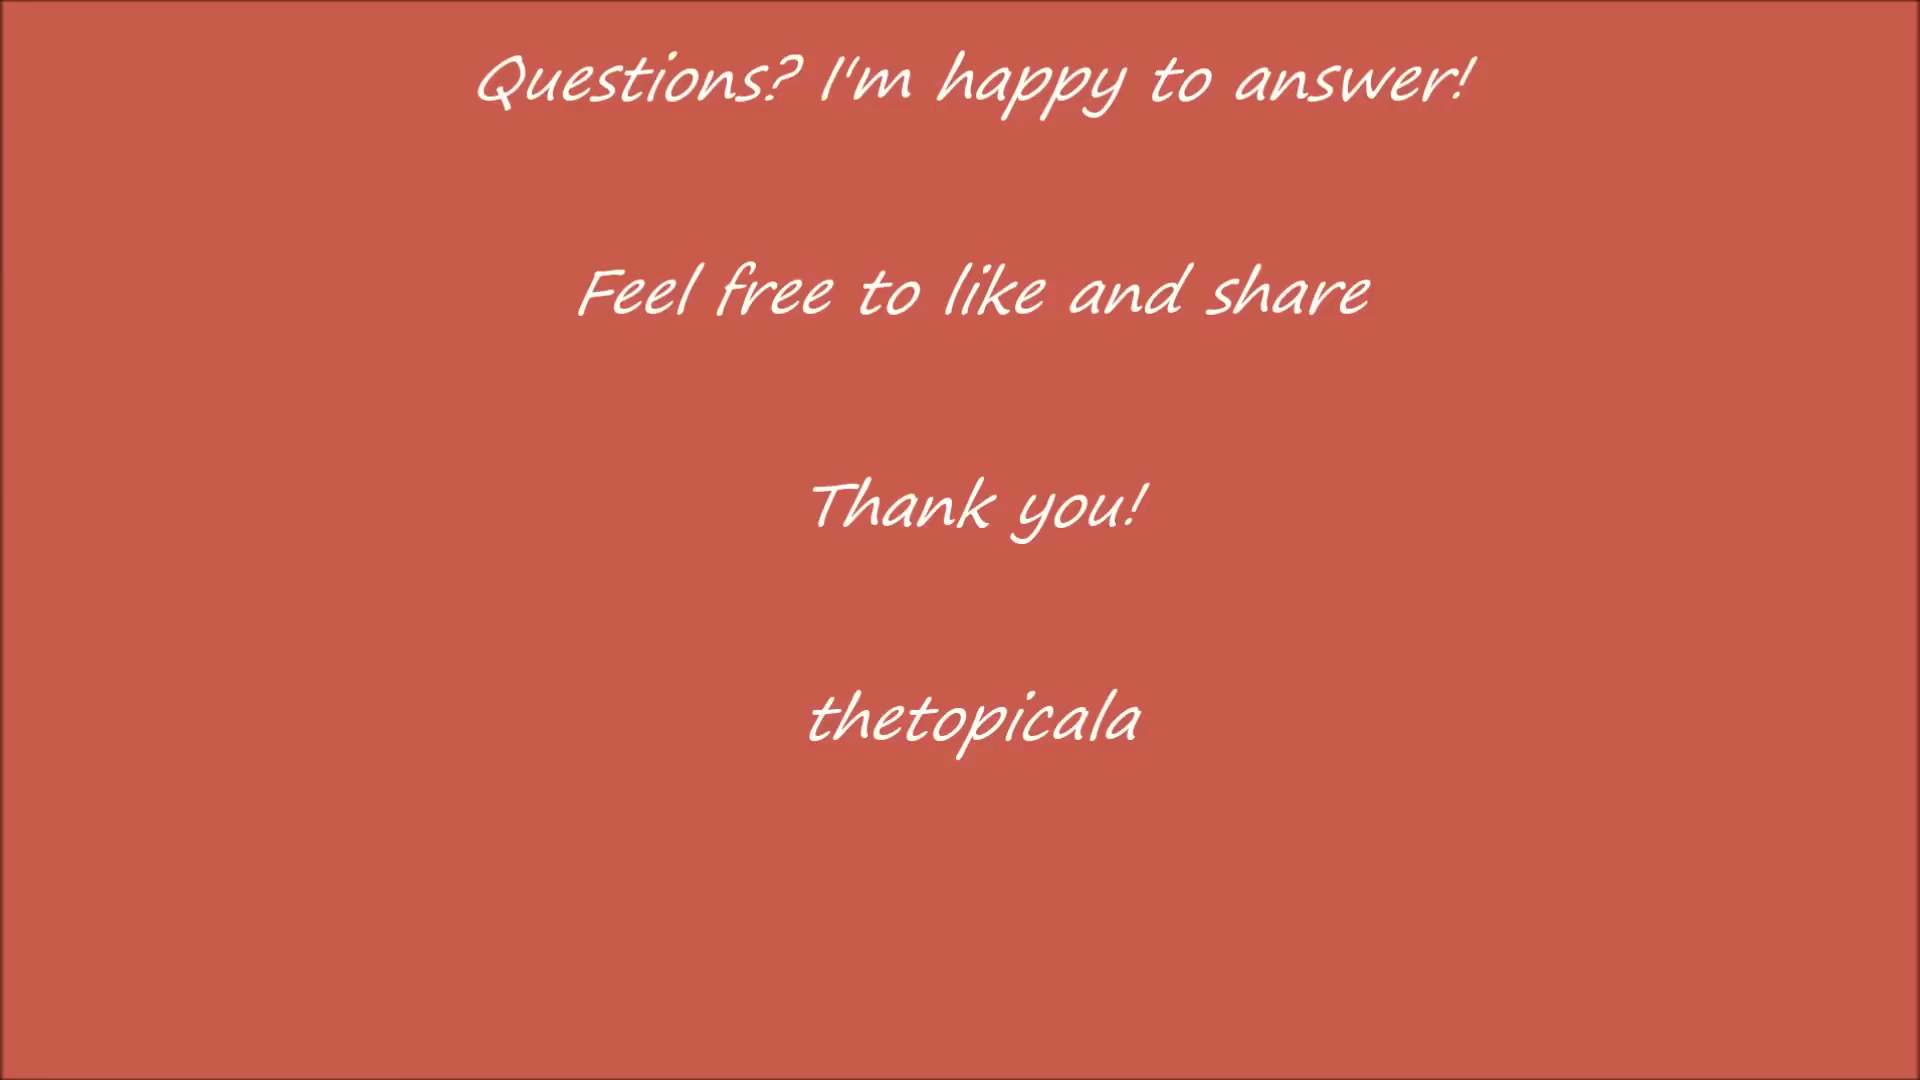 Questions? I'm happy to answer!
Feel free to like and share
Thank you!
thetopicala